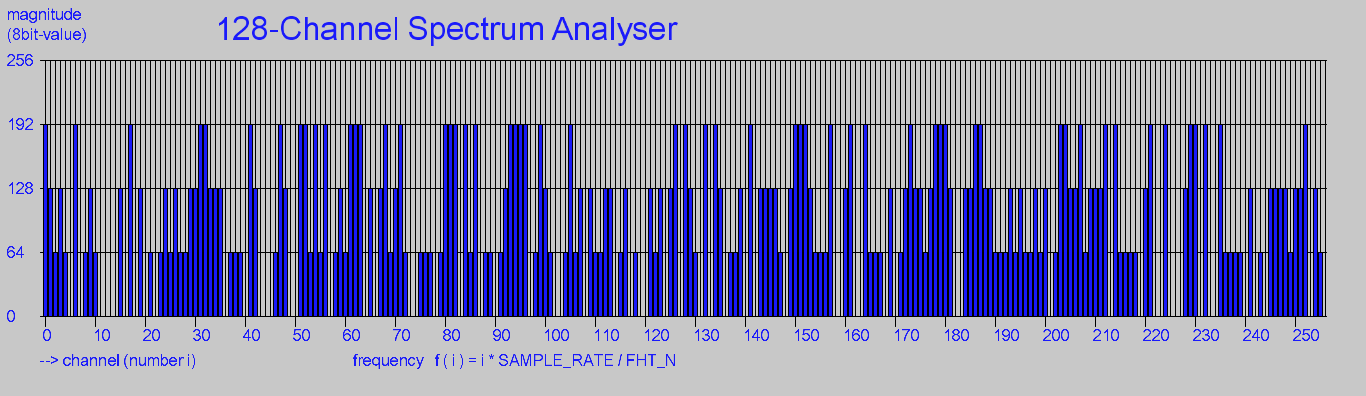 magnitude
(8bit-value)
128-Channel Spectrum Analyser
256
192
128
64
0
0 10 20 30 40 50 60 70 80 90 100 110 120 130 140 150 160 170 180 190 200 210 220 230 240 250
--> channel (number i) frequency f ( i ) = i * SAMPLE_RATE / FHT_N